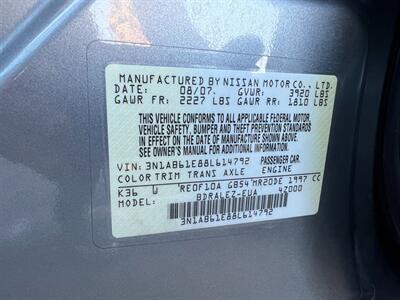 MANUFACTURED BY NISSAN MOTOR CO., LTD.
DATE: 08/07. GVWR: 3920 LBS
GAWR FR: 2227 LBS GAWR RR: 1810 LBS
THIS VEHICLE CONFORMS TO ALL
APPLICABLE FEDERAL MOTOR
VEHICLE SAFETY, BUMPER AND THEFT
PREVENTION STANDARDS IN EFFECT ON
THE DATE OF MANUFACTURE SHOWN ABOVE.
SEE OWNER'S MANUAL FOR ADDITIONAL INFORMATION
VIN: 3N1AB61E88L614792 PASSENGER CAR
COLOR TRIM TRANS AXLE ENGINE
K36 U RE0F10A GB54 MR20DE 1997 CC
MODEL: BDRALEZ-EUA 4Z000
3N1AB61E88L614792